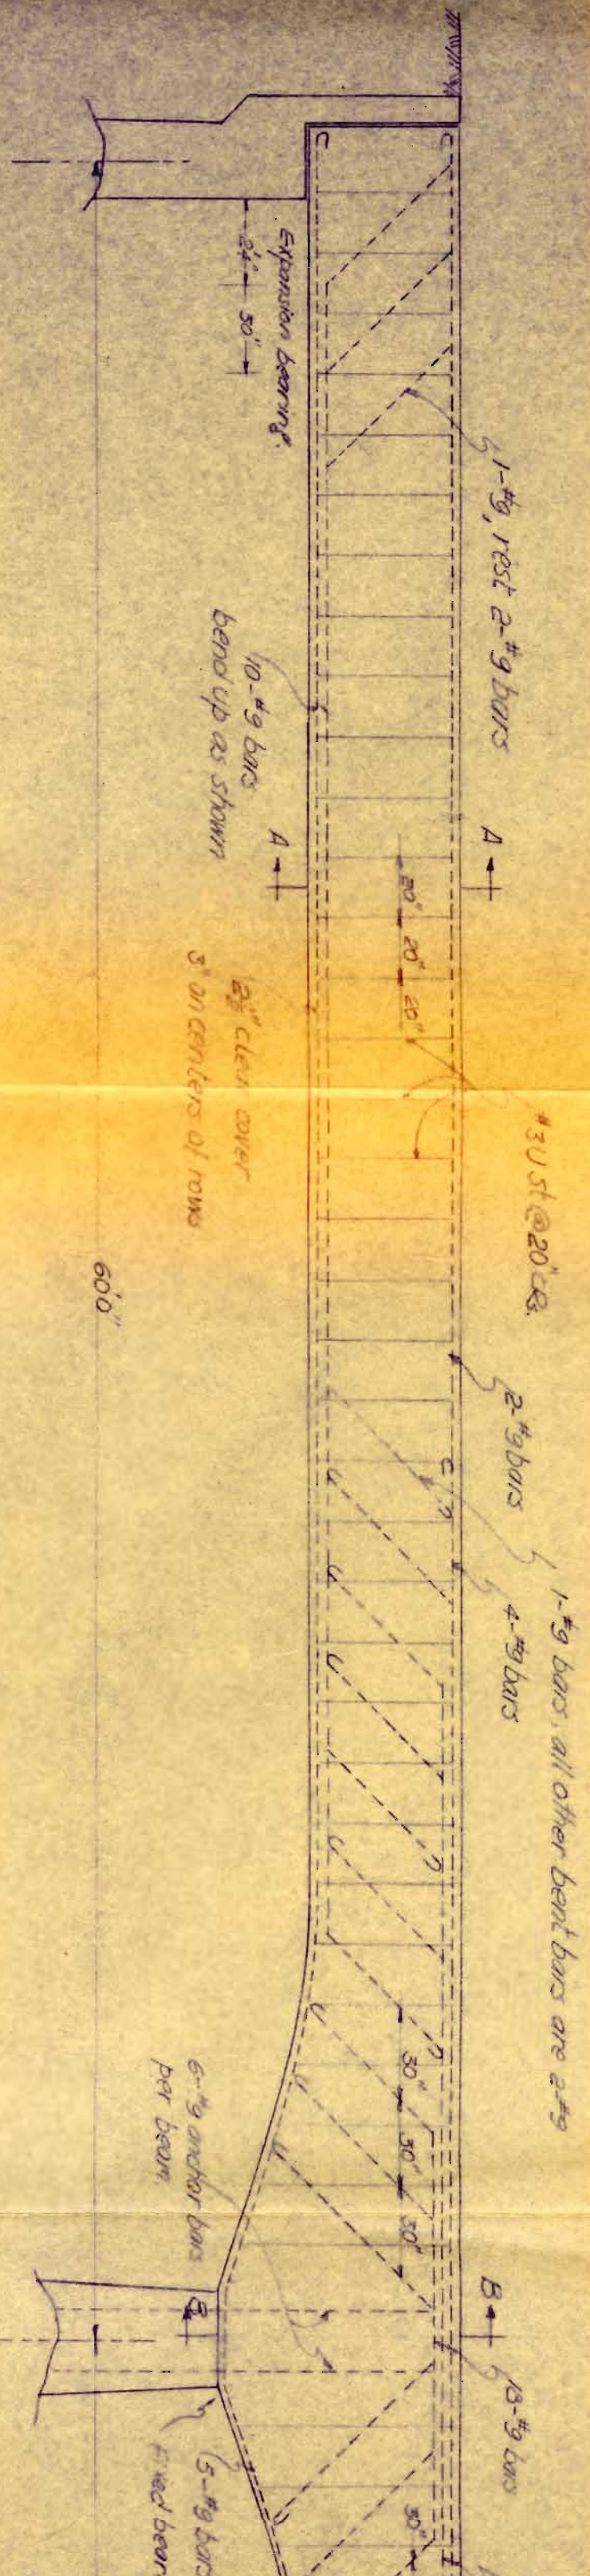 1-#9, rest 2-#9 bars
#3 U st @ 20" crs.
2-#9 bars
4-#9 bars
1-#9 bars, all other bent bars are 2-#9
13-#9 bars
A
B
20" 20" 20"
30" 30" 30"
30"
24" 30"
Expansion bearing.
10-#9 bars
bend up as shown
A
2½" clear cover
3" on centers of rows
6-#9 anchor bars
per beam
B
5-#9 bars
Fixed bear
60'0"